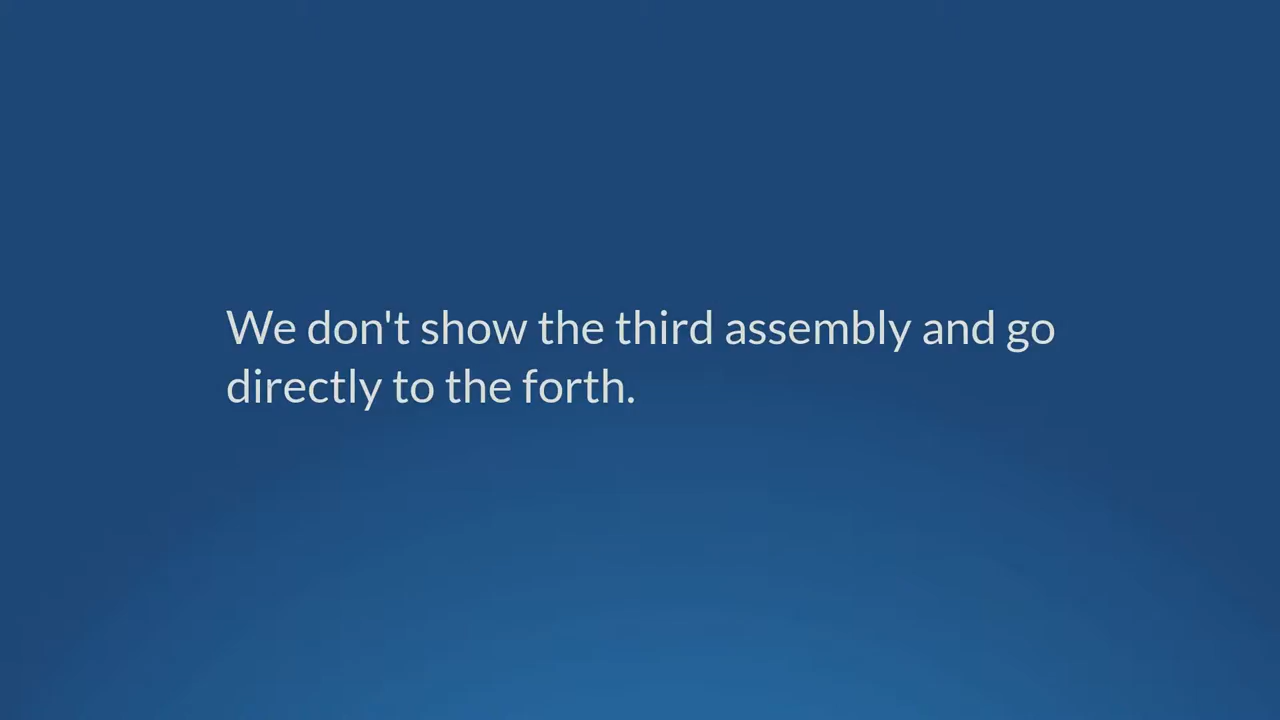 We don't show the third assembly and go
directly to the forth.